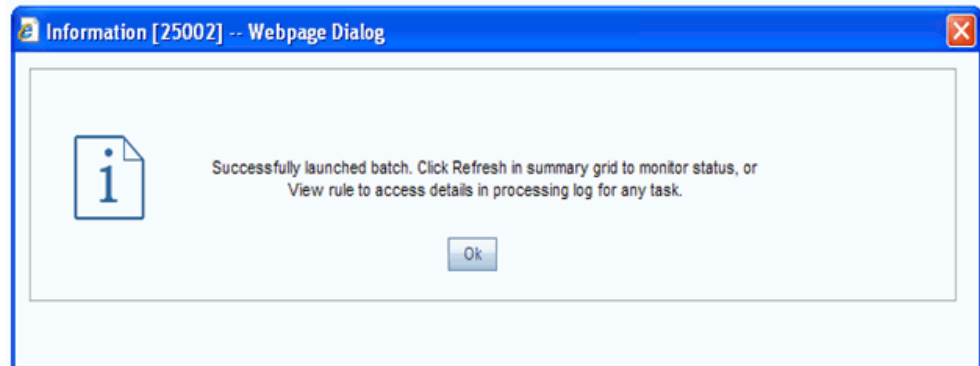 Information [25002] -- Webpage Dialog
Successfully launched batch. Click Refresh in summary grid to monitor status, or
View rule to access details in processing log for any task.
Ok